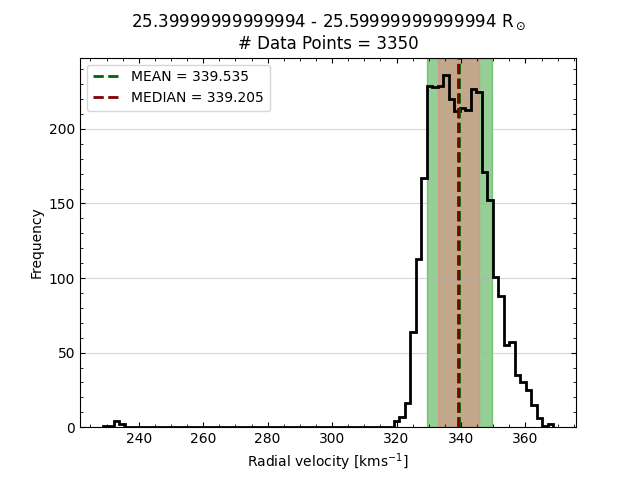 25.39999999999994 - 25.59999999999994 R⊙
# Data Points = 3350
MEAN = 339.535
MEDIAN = 339.205
Frequency
200
150
100
50
0
240 260 280 300 320 340 360
Radial velocity [kms⁻¹]